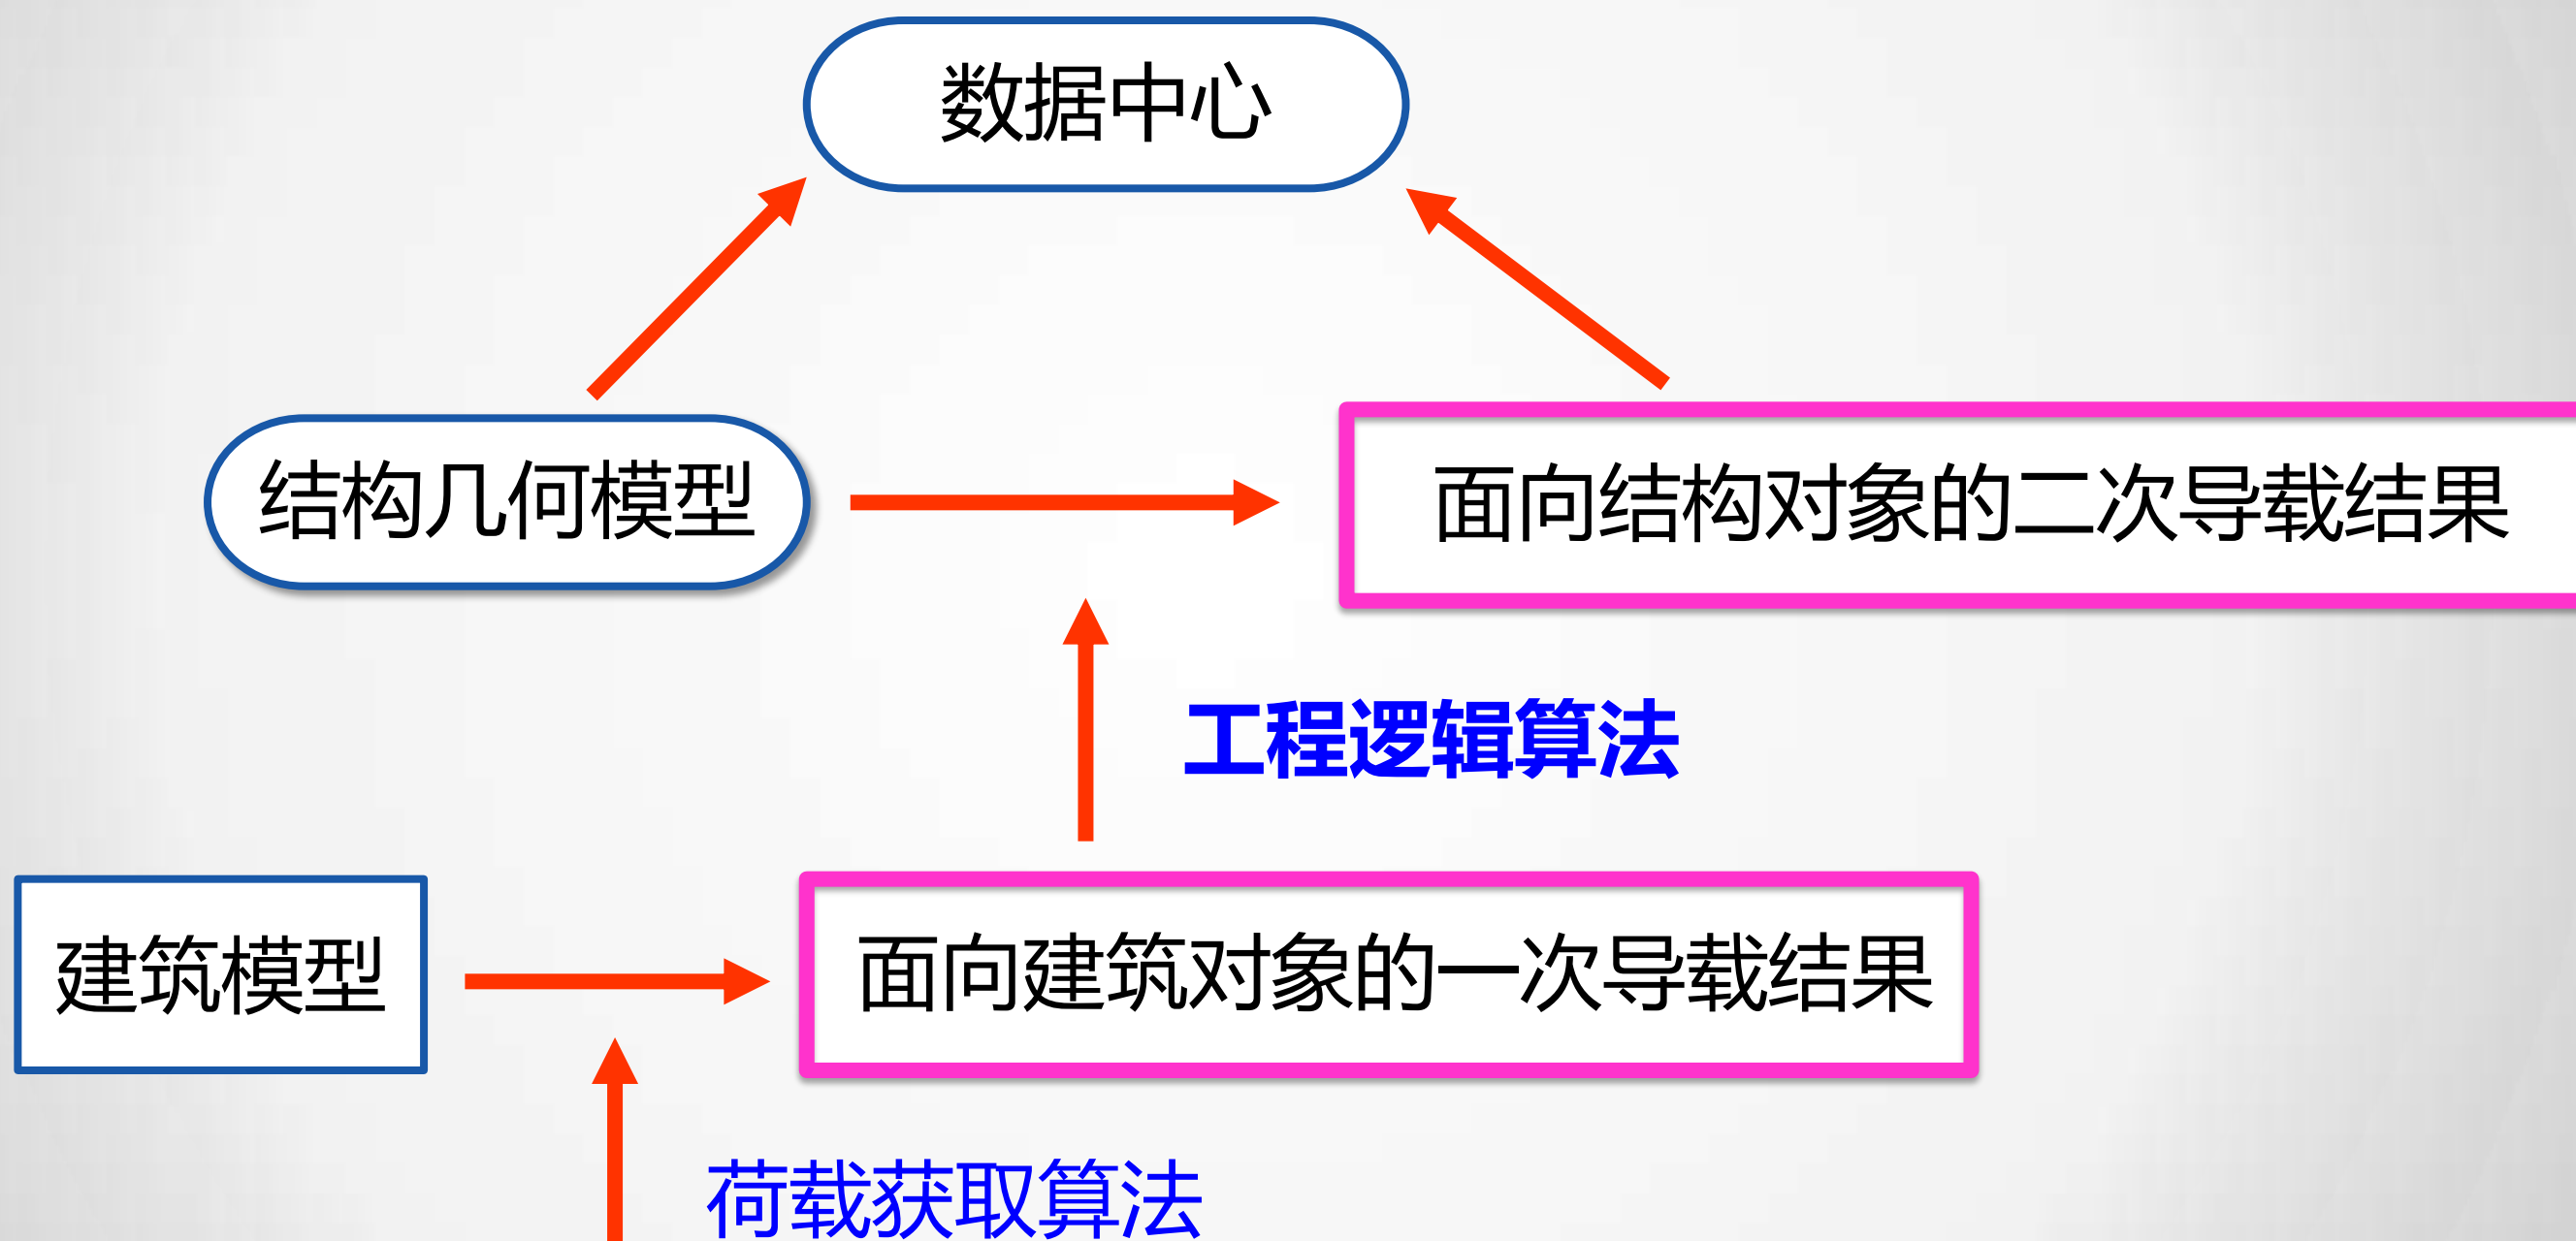 数据中心
结构几何模型
面向结构对象的二次导载结果
工程逻辑算法
建筑模型
面向建筑对象的一次导载结果
荷载获取算法